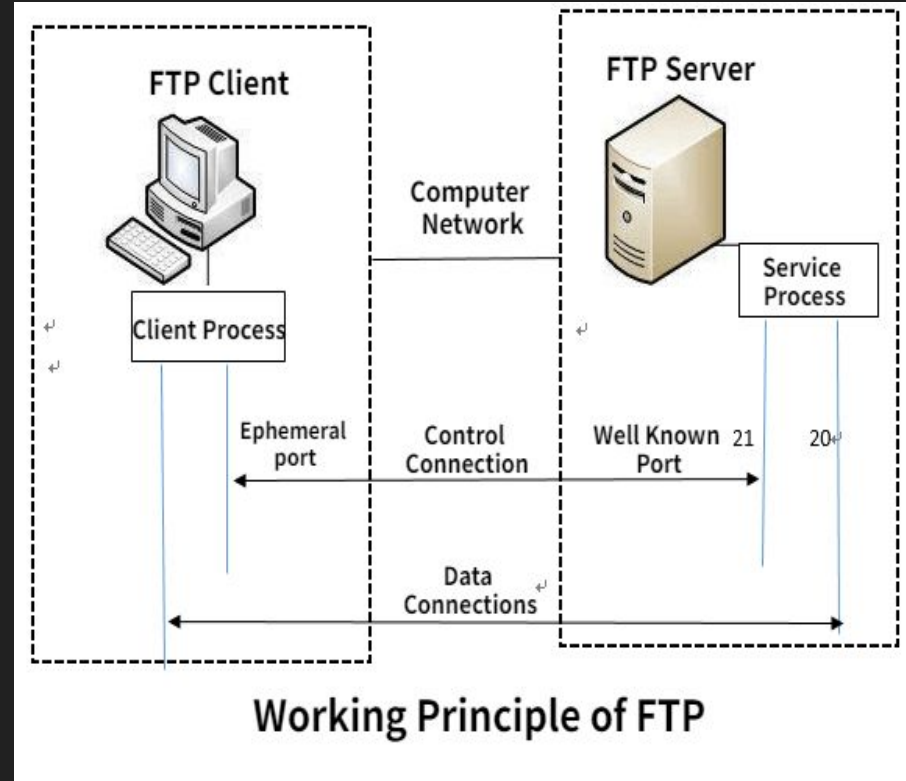 FTP Client
FTP Server
Computer
Network
Service
Process
Client Process
Ephemeral
port
Control
Connection
Well Known
Port
21
20
Data
Connections
Working Principle of FTP